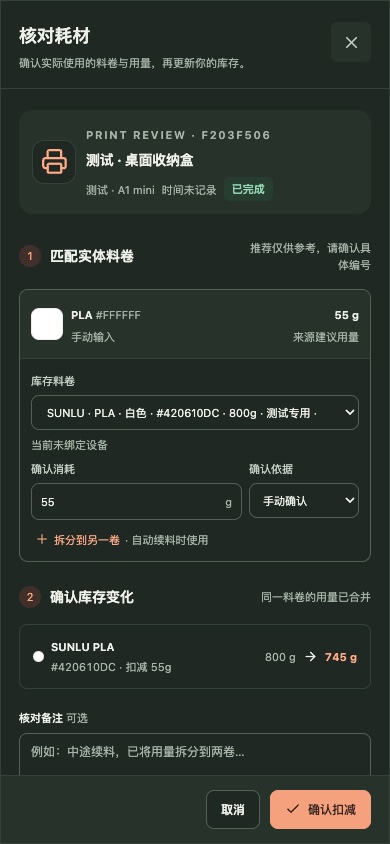 核对耗材
确认实际使用的料卷与用量，再更新你的库存。
PRINT REVIEW · F203F506
测试 · 桌面收纳盒
测试 · A1 mini 时间未记录 已完成
1 匹配实体料卷 推荐仅供参考，请确认具
体编号
PLA #FFFFFF 55 g
手动输入 来源建议用量
库存料卷
SUNLU · PLA · 白色 · #420610DC · 800g · 测试专用 ·
当前未绑定设备
确认消耗 确认依据
55 g 手动确认
+ 拆分到另一卷 · 自动续料时使用
2 确认库存变化 同一料卷的用量已合并
SUNLU PLA
#420610DC · 扣减 55g 800 g → 745 g
核对备注 可选
例如：中途续料，已将用量拆分到两卷...
取消 确认扣减